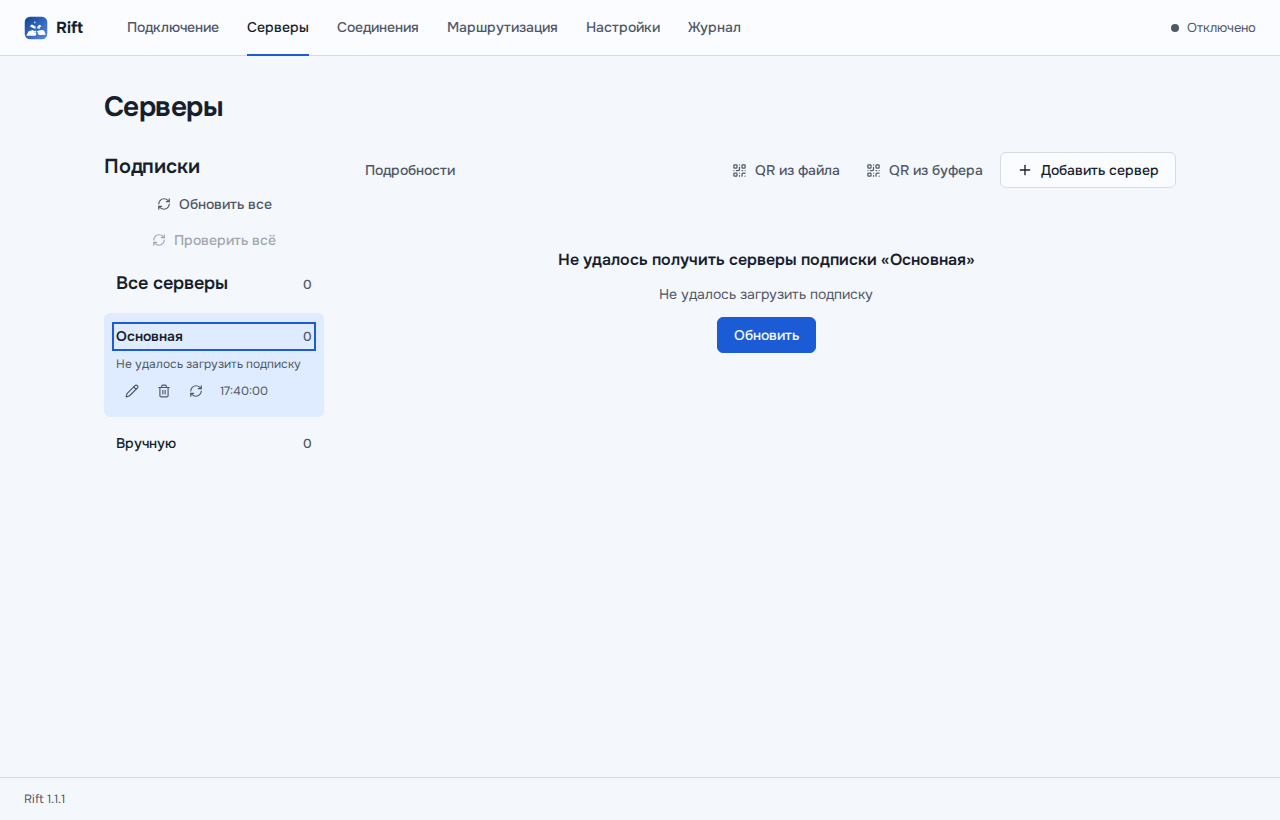 Rift
Подключение
Серверы
Соединения
Маршрутизация
Настройки
Журнал
Отключено
Серверы
Подписки
Обновить все
Проверить всё
Все серверы 0
Основная 0
Не удалось загрузить подписку
17:40:00
Вручную 0
Подробности
QR из файла
QR из буфера
Добавить сервер
Не удалось получить серверы подписки «Основная»
Не удалось загрузить подписку
Обновить
Rift 1.1.1